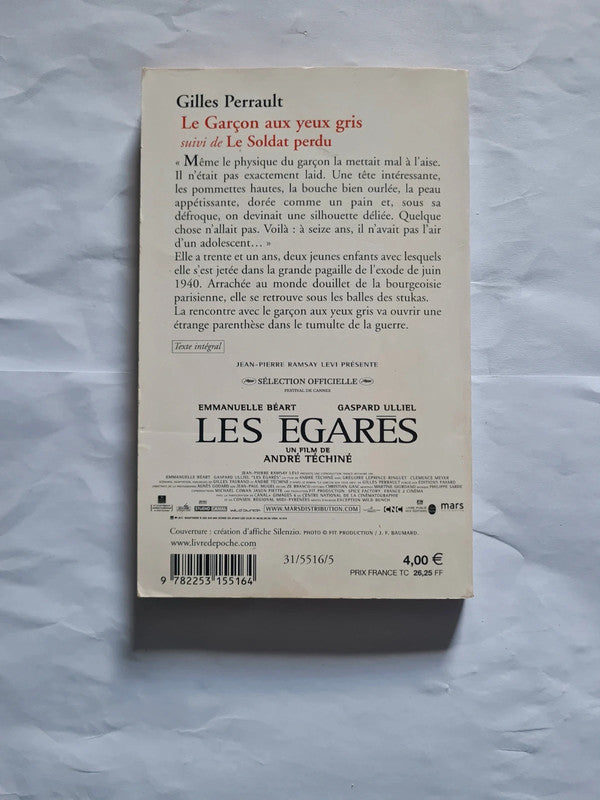 Gilles Perrault
Le Garçon aux yeux gris
suivi de Le Soldat perdu
« Même le physique du garçon la mettait mal à l'aise.
Il n'était pas exactement laid. Une tête intéressante,
les pommettes hautes, la bouche bien ourlée, la peau
appétissante, dorée comme un pain et, sous sa
défroque, on devinait une silhouette déliée. Quelque
chose n'allait pas. Voilà : à seize ans, il n'avait pas l'air
d'un adolescent… »
Elle a trente et un ans, deux jeunes enfants avec lesquels
elle s'est jetée dans la grande pagaille de l'exode de juin
1940. Arrachée au monde douillet de la bourgeoisie
parisienne, elle se retrouve sous les balles des stukas.
La rencontre avec le garçon aux yeux gris va ouvrir une
étrange parenthèse dans le tumulte de la guerre.
Texte intégral
JEAN-PIERRE RAMSAY LEVI PRÉSENTE
SÉLECTION OFFICIELLE
FESTIVAL DE CANNES
EMMANUELLE BÉART GASPARD ULLIEL
LES ÉGARÉS
UN FILM DE
ANDRÉ TÉCHINÉ
WWW.MARSDISTRIBUTION.COM
CNC
mars
Couverture : création d'affiche Silenzio. PHOTO © FIT PRODUCTION / J. F. BAUMARD.
www.livredepoche.com
31/5516/5
4,00 €
PRIX FRANCE TC 26,25 FF
9 782253 155164